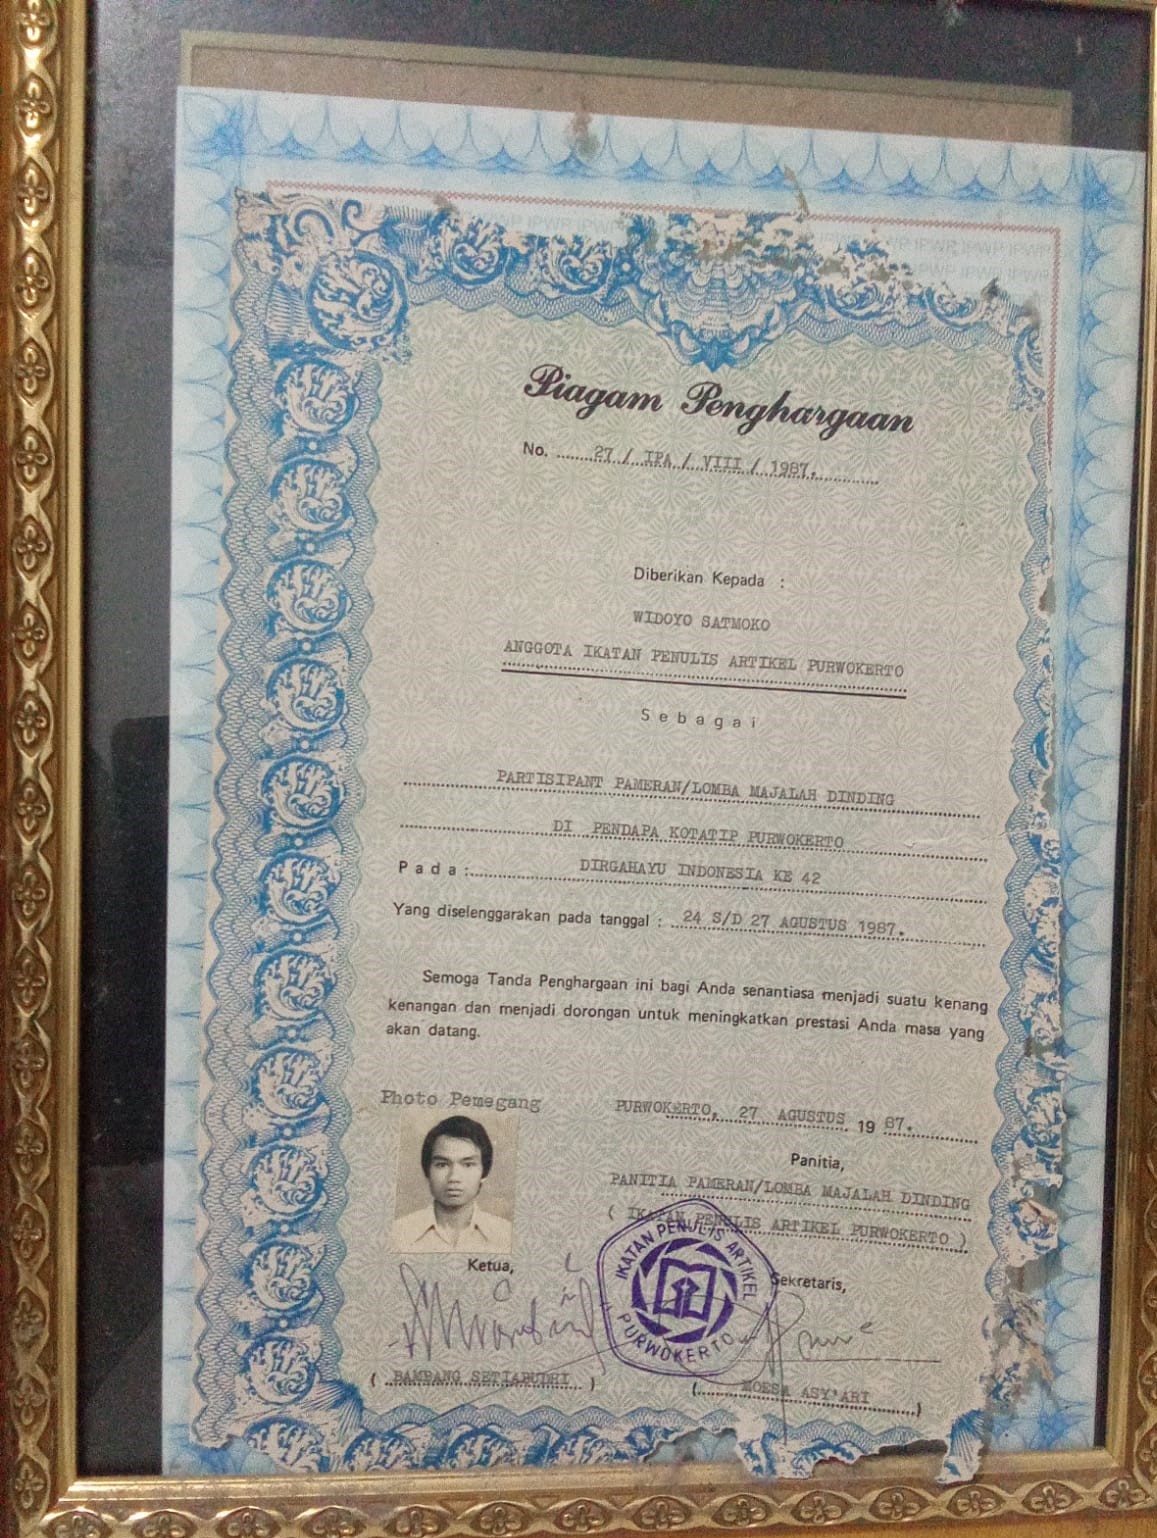 Piagam Penghargaan
No. 27 / IPA / VIII / 1987.
Diberikan Kepada :
WIDOYO SATMOKO
ANGGOTA IKATAN PENULIS ARTIKEL PURWOKERTO
Sebagai
PARTISIPANT PAMERAN/LOMBA MAJALAH DINDING
DI PENDAPA KOTATIP PURWOKERTO
Pada: DIRGAHAYU INDONESIA KE 42
Yang diselenggarakan pada tanggal : 24 S/D 27 AGUSTUS 1987.
Semoga Tanda Penghargaan ini bagi Anda senantiasa menjadi suatu kenang
kenangan dan menjadi dorongan untuk meningkatkan prestasi Anda masa yang
akan datang.
Photo Pemegang
PURWOKERTO, 27 AGUSTUS 19 87.
Panitia,
PANITIA PAMERAN/LOMBA MAJALAH DINDING
( IKATAN PENULIS ARTIKEL PURWOKERTO )
IKATAN PENULIS ARTIKEL
PURWOKERTO
Ketua,
Sekretaris,
( BAMBANG SETIABUDHI )
( MOESA ASY'ARI )